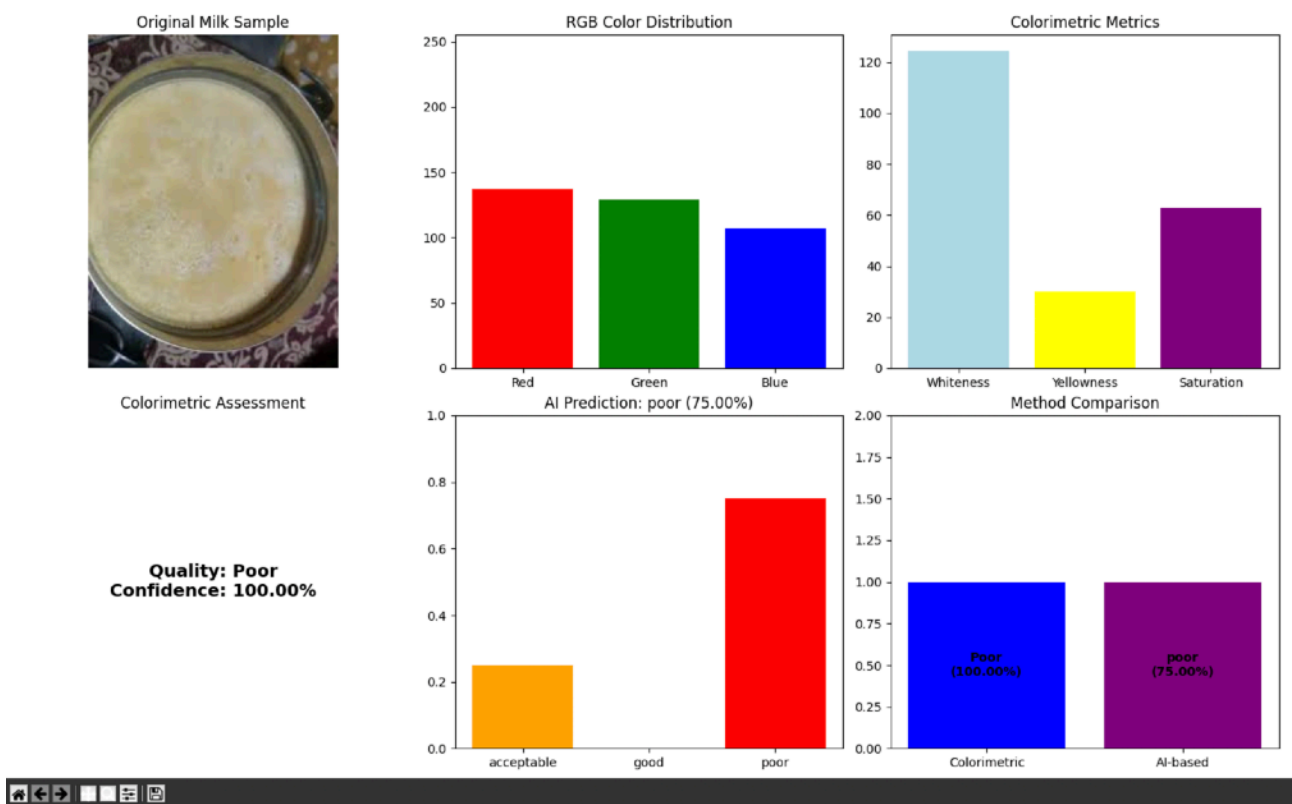 Original Milk Sample
RGB Color Distribution
250
200
150
100
50
0
Red Green Blue
Colorimetric Metrics
120
100
80
60
40
20
0
Whiteness Yellowness Saturation
Colorimetric Assessment
Quality: Poor
Confidence: 100.00%
AI Prediction: poor (75.00%)
1.0
0.8
0.6
0.4
0.2
0.0
acceptable good poor
Method Comparison
2.00
1.75
1.50
1.25
1.00
0.75
0.50
0.25
0.00
Poor
(100.00%)
poor
(75.00%)
Colorimetric AI-based